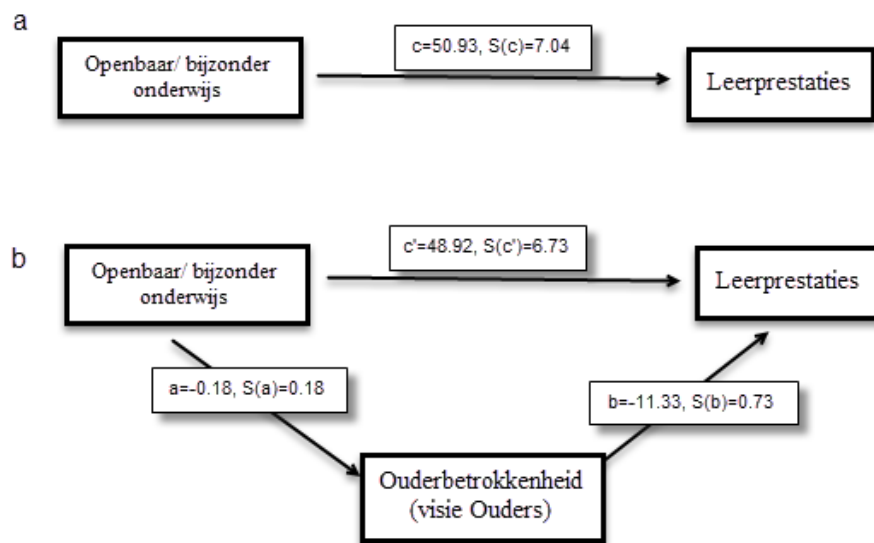 a
Openbaar/ bijzonder
onderwijs
c=50.93, S(c)=7.04
Leerprestaties
b
Openbaar/ bijzonder
onderwijs
c'=48.92, S(c')=6.73
Leerprestaties
a=-0.18, S(a)=0.18
b=-11.33, S(b)=0.73
Ouderbetrokkenheid
(visie Ouders)